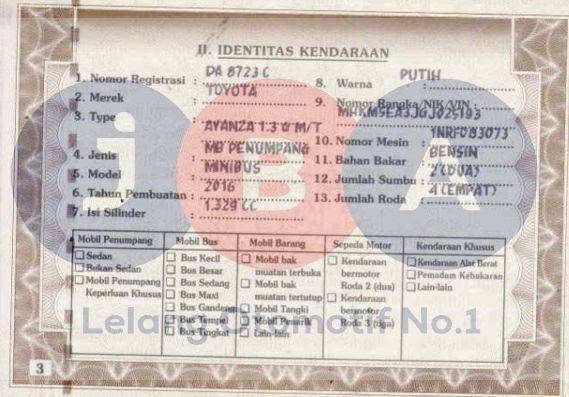 II. IDENTITAS KENDARAAN
1. Nomor Registrasi : DA 8723 C
2. Merek : TOYOTA
3. Type : AVANZA 1.3 G M/T
4. Jenis : MB PENUMPANG
5. Model : MINIBUS
6. Tahun Pembuatan : 2016
7. Isi Silinder : 1.329 CC
8. Warna : PUTIH
9. Nomor Rangka/NIK/VIN : MHKM5EA3JGJ025193
10. Nomor Mesin : 1NRF083073
11. Bahan Bakar : BENSIN
12. Jumlah Sumbu : 2 (DUA)
13. Jumlah Roda : 4 (EMPAT)
Mobil Penumpang
Sedan
Bukan Sedan
Mobil Penumpang
Keperluan Khusus
Mobil Bus
Bus Kecil
Bus Besar
Bus Sedang
Bus Maxi
Bus Gandeng
Bus Tempel
Bus Tingkat
Mobil Barang
Mobil bak
muatan terbuka
Mobil bak
muatan tertutup
Mobil Tangki
Mobil Penarik
Lain-lain
Sepeda Motor
Kendaraan
bermotor
Roda 2 (dua)
Kendaraan
bermotor
Roda 3 (tiga)
Kendaraan Khusus
Kendaraan Alat Berat
Pemadam Kebakaran
Lain-lain
JBA
Lelang Otomotif No.1
3